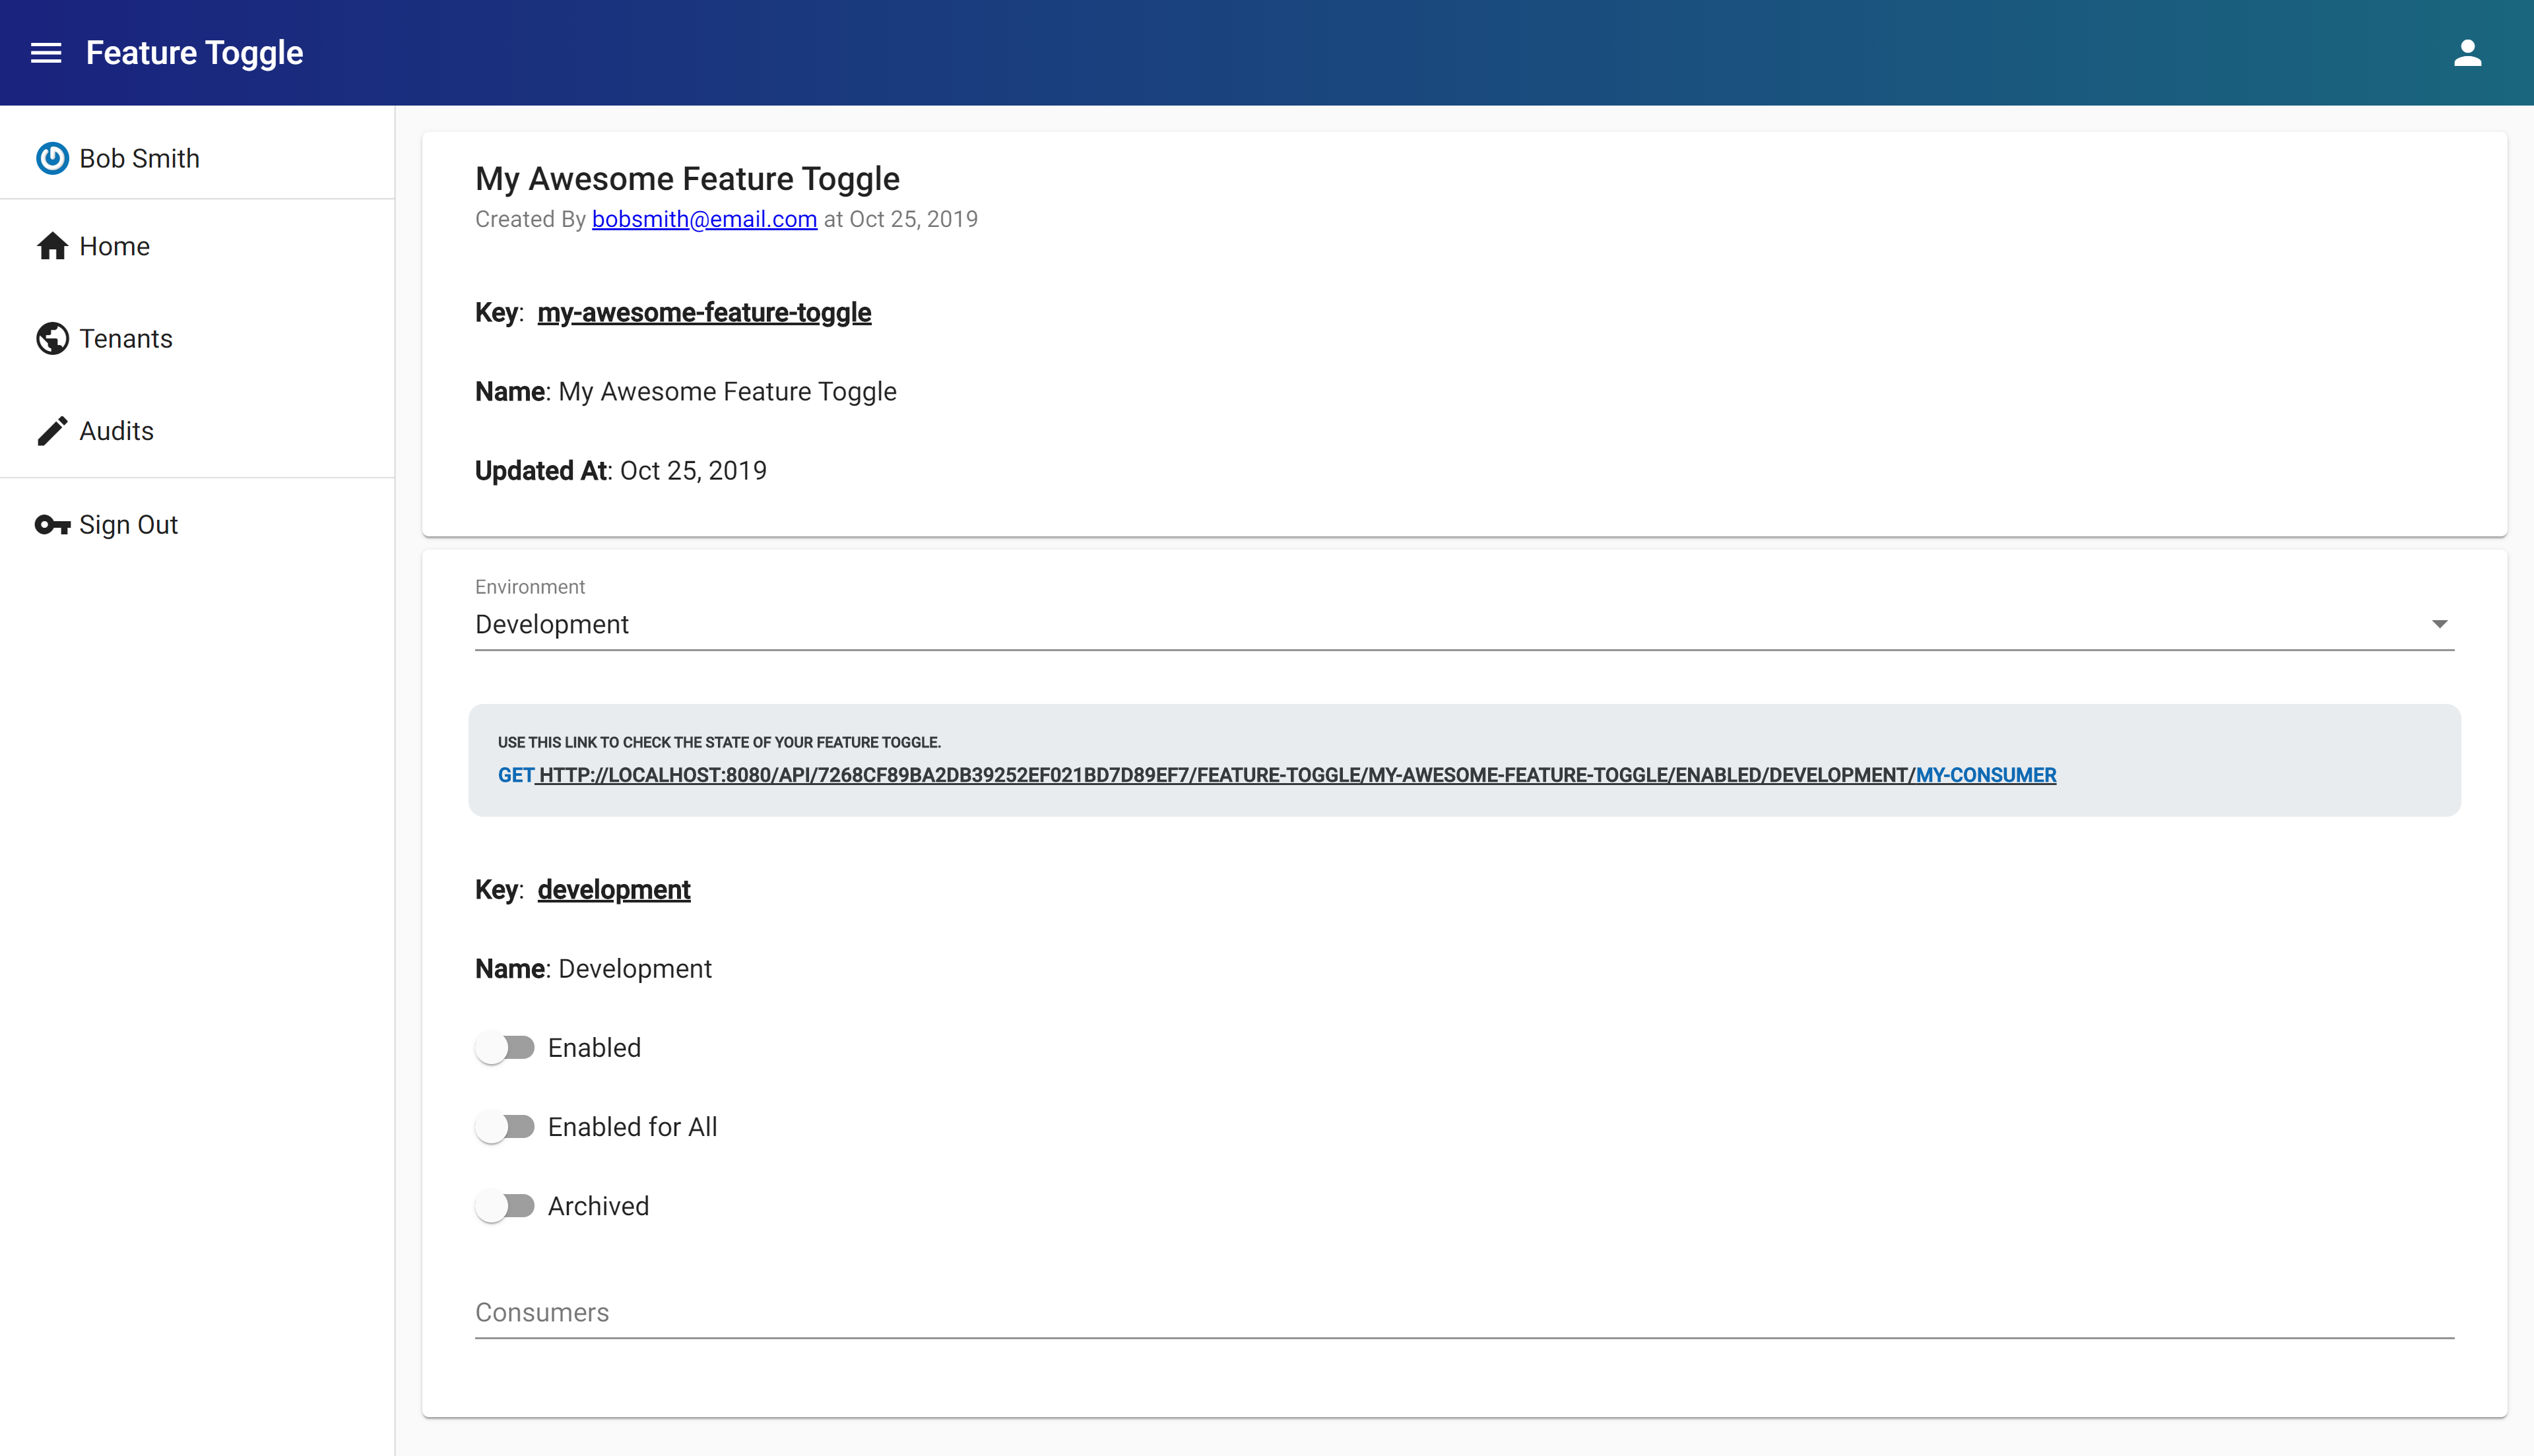 Feature Toggle
Bob Smith
Home
Tenants
Audits
Sign Out
My Awesome Feature Toggle
Created By bobsmith@email.com at Oct 25, 2019
Key: my-awesome-feature-toggle
Name: My Awesome Feature Toggle
Updated At: Oct 25, 2019
Environment
Development
USE THIS LINK TO CHECK THE STATE OF YOUR FEATURE TOGGLE.
GET HTTP://LOCALHOST:8080/API/7268CF89BA2DB39252EF021BD7D89EF7/FEATURE-TOGGLE/MY-AWESOME-FEATURE-TOGGLE/ENABLED/DEVELOPMENT/MY-CONSUMER
Key: development
Name: Development
Enabled
Enabled for All
Archived
Consumers